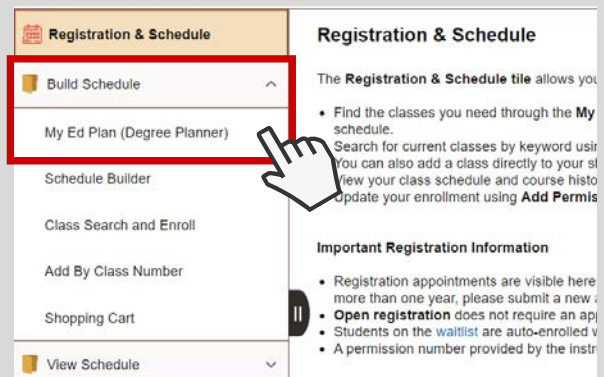 Registration & Schedule
Build Schedule
My Ed Plan (Degree Planner)
Schedule Builder
Class Search and Enroll
Add By Class Number
Shopping Cart
View Schedule
Registration & Schedule
The Registration & Schedule tile allows you
• Find the classes you need through the My
schedule.
Search for current classes by keyword
You can also add a class directly to your
View your class schedule and course
Update your enrollment using Add
Important Registration Information
• Registration appointments are visible here
more than one year, please submit a new
• Open registration does not require an
• Students on the waitlist are auto-enrolled
• A permission number provided by the